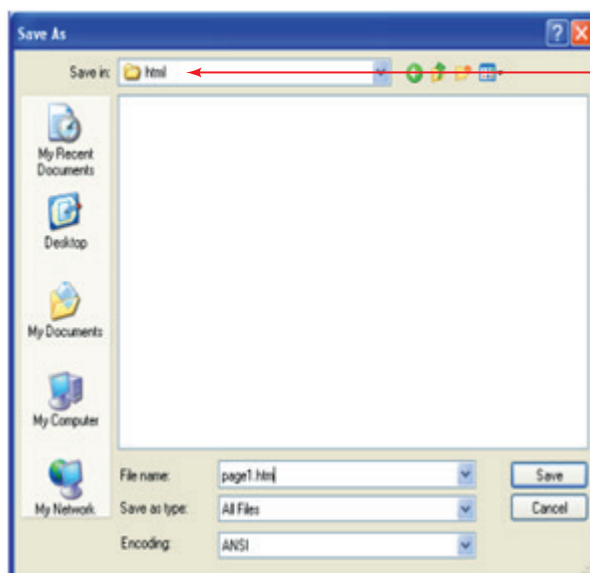 Save As
Save in:
html
My Recent
Documents
Desktop
My Documents
My Computer
My Network
File name:
page1.htm
Save
Save as type:
All Files
Cancel
Encoding:
ANSI